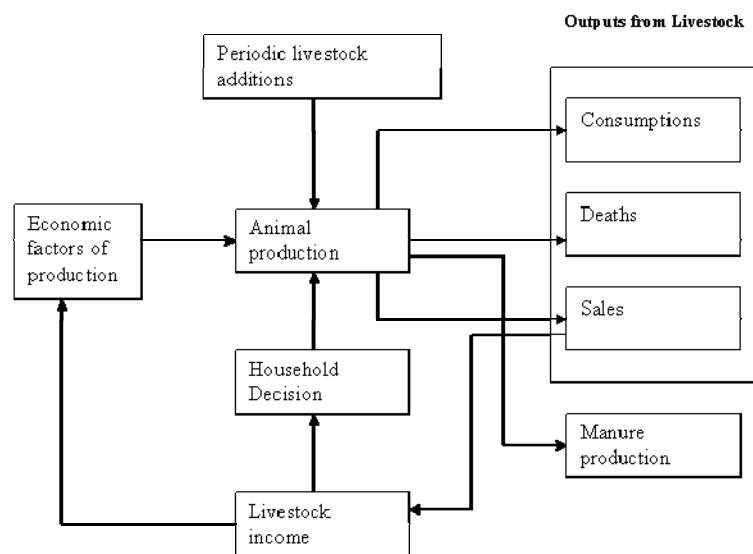 Outputs from Livestock
Periodic livestock
additions
Consumptions
Economic
factors of
production
Animal
production
Deaths
Sales
Household
Decision
Manure
production
Livestock
income